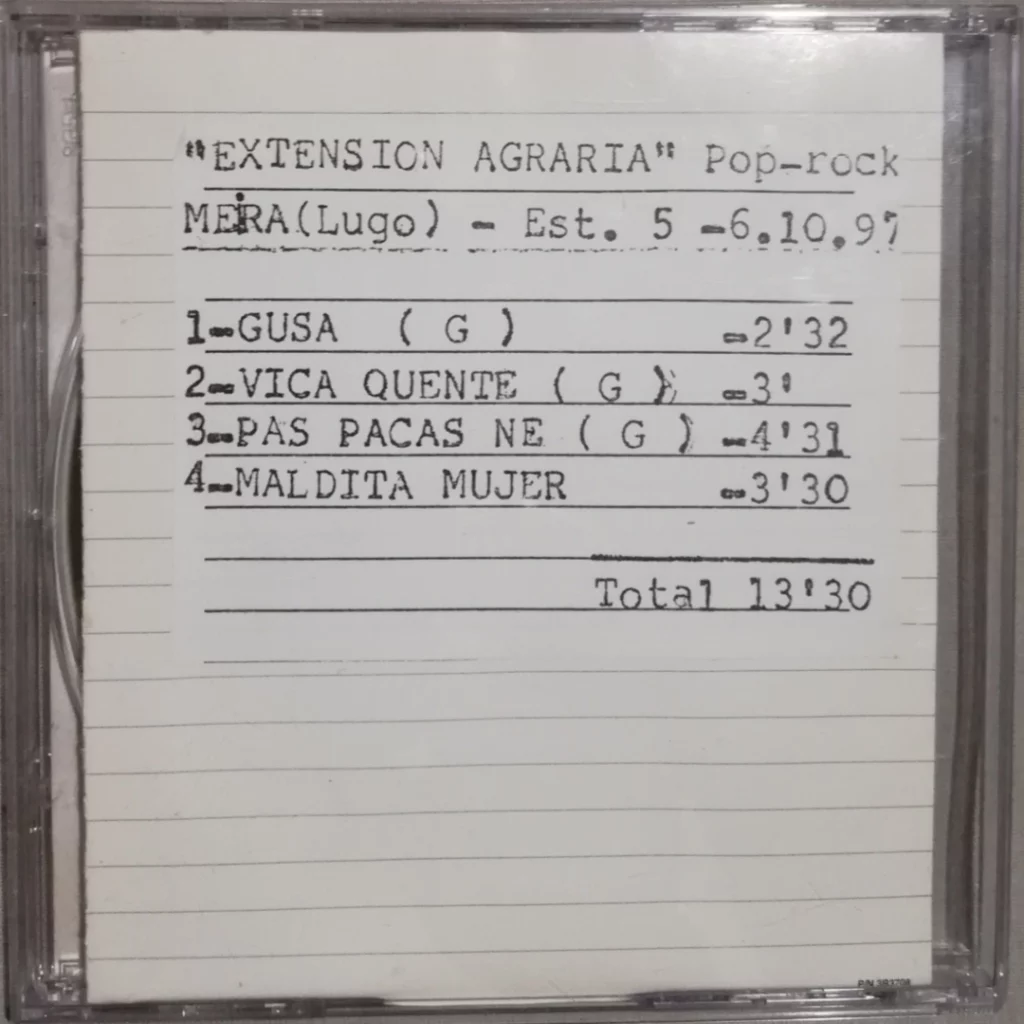 "EXTENSION AGRARIA" Pop-rock
MEiRA(Lugo) - Est. 5 -6.10.97
1-GUSA ( G ) -2'32
2-VICA QUENTE ( G ) -3'
3-PAS PACAS NE ( G ) -4'31
4-MALDITA MUJER -3'30
Total 13'30